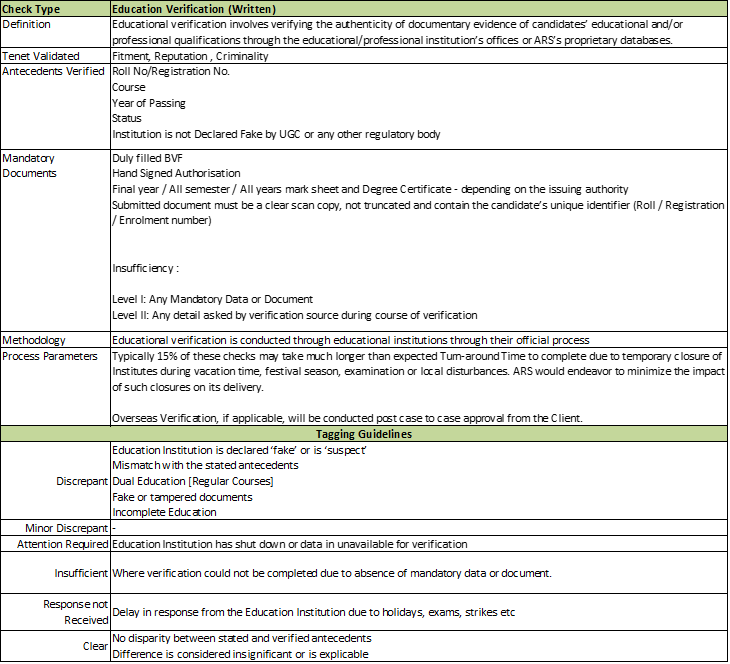 Check Type Education Verification (Written)
Definition Educational verification involves verifying the authenticity of documentary evidence of candidates' educational and/or
professional qualifications through the educational/professional institution's offices or ARS's proprietary databases.
Tenet Validated Fitment, Reputation , Criminality
Antecedents Verified Roll No/Registration No.
Course
Year of Passing
Status
Institution is not Declared Fake by UGC or any other regulatory body
Mandatory Duly filled BVF
Documents Hand Signed Authorisation
Final year / All semester / All years mark sheet and Degree Certificate - depending on the issuing authority
Submitted document must be a clear scan copy, not truncated and contain the candidate's unique identifier (Roll / Registration
/ Enrolment number)
Insufficiency :
Level I: Any Mandatory Data or Document
Level II: Any detail asked by verification source during course of verification
Methodology Educational verification is conducted through educational institutions through their official process
Process Parameters Typically 15% of these checks may take much longer than expected Turn-around Time to complete due to temporary closure of
Institutes during vacation time, festival season, examination or local disturbances. ARS would endeavor to minimize the impact
of such closures on its delivery.
Overseas Verification, if applicable, will be conducted post case to case approval from the Client.
Tagging Guidelines
Education Institution is declared 'fake' or is 'suspect'
Mismatch with the stated antecedents
Discrepant Dual Education [Regular Courses]
Fake or tampered documents
Incomplete Education
Minor Discrepant -
Attention Required Education Institution has shut down or data in unavailable for verification
Insufficient Where verification could not be completed due to absence of mandatory data or document.
Response not
Received Delay in response from the Education Institution due to holidays, exams, strikes etc
Clear No disparity between stated and verified antecedents
Difference is considered insignificant or is explicable